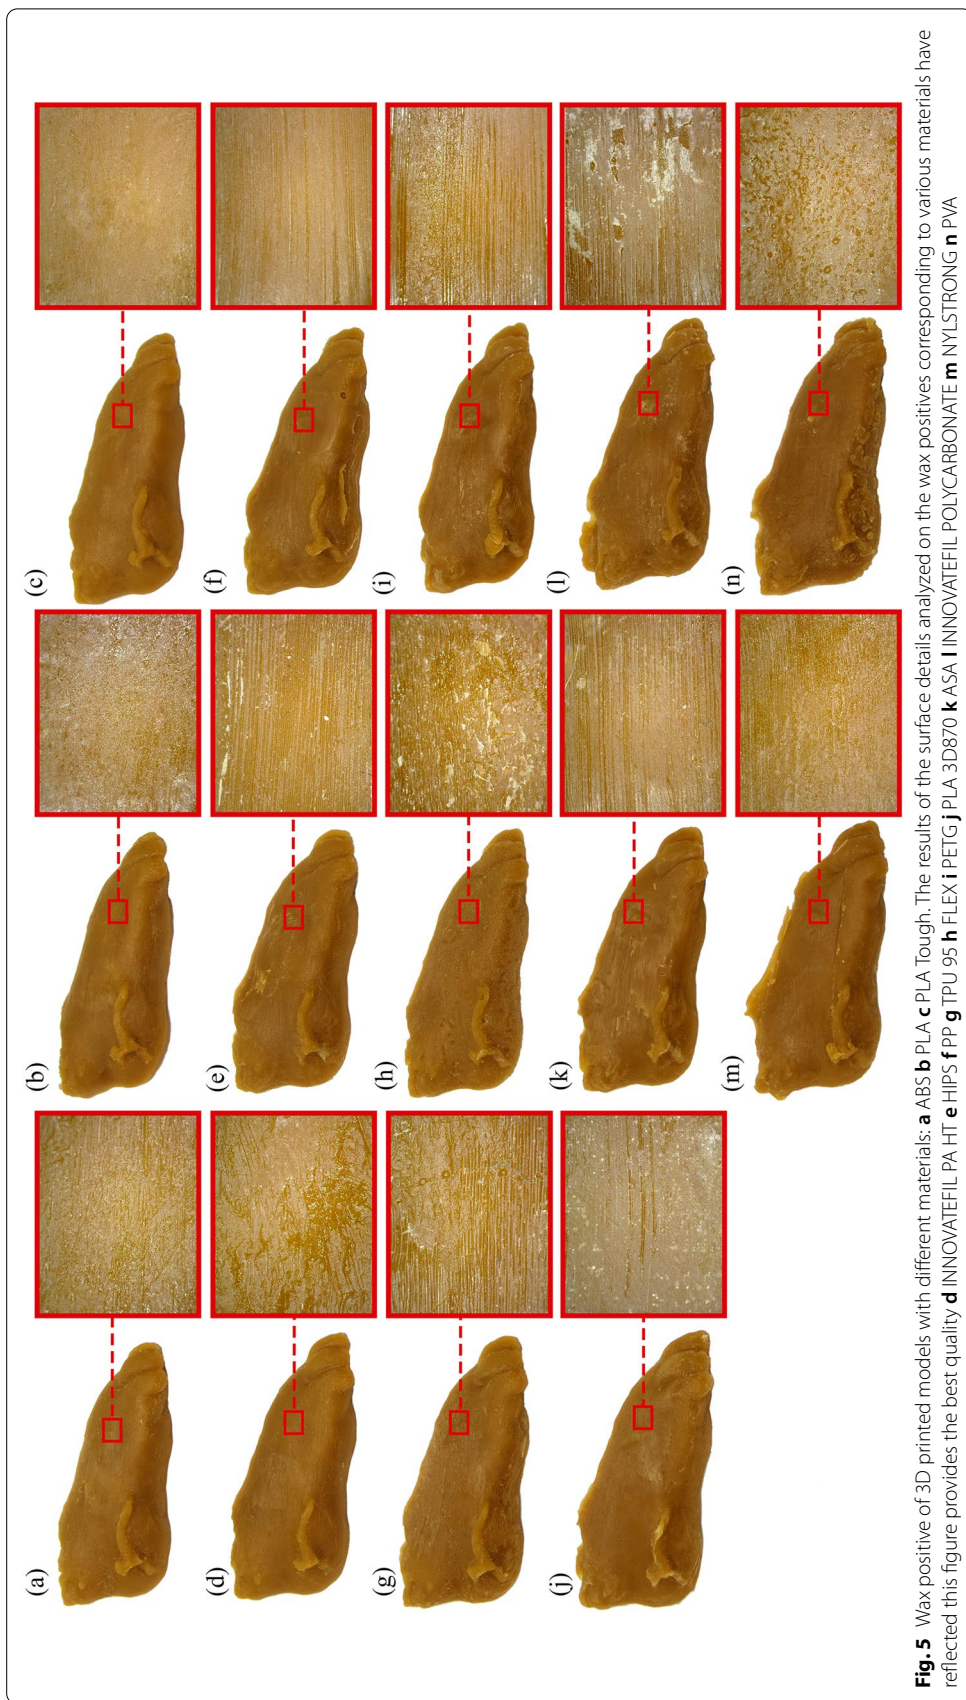 (a)
(b)
(c)
(d)
(e)
(f)
(g)
(h)
(i)
(j)
(k)
(l)
(m)
(n)
Fig. 5 Wax positive of 3D printed models with different materials: a ABS b PLA c PLA Tough. The results of the surface details analyzed on the wax positives corresponding to various materials have
reflected this figure provides the best quality d INNOVATEFIL PA HT e HIPS f PP g TPU 95 h FLEX i PETG j PLA 3D870 k ASA l INNOVATEFIL POLYCARBONATE m NYLSTRONG n PVA